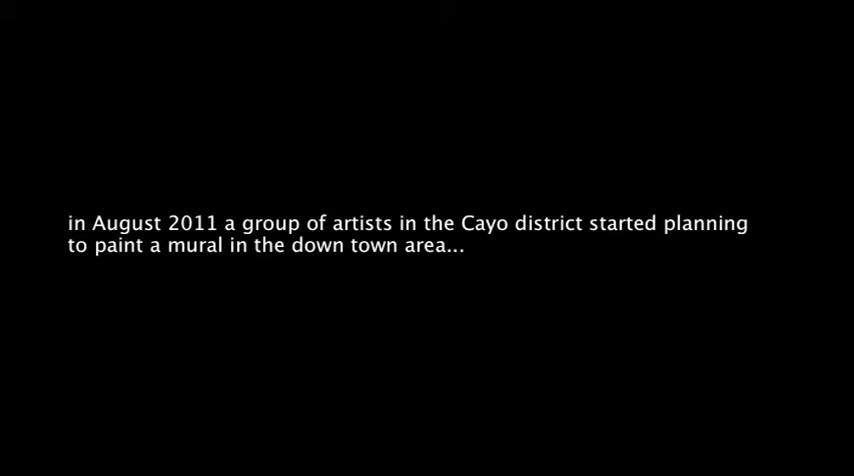 in August 2011 a group of artists in the Cayo district started planning
to paint a mural in the down town area...